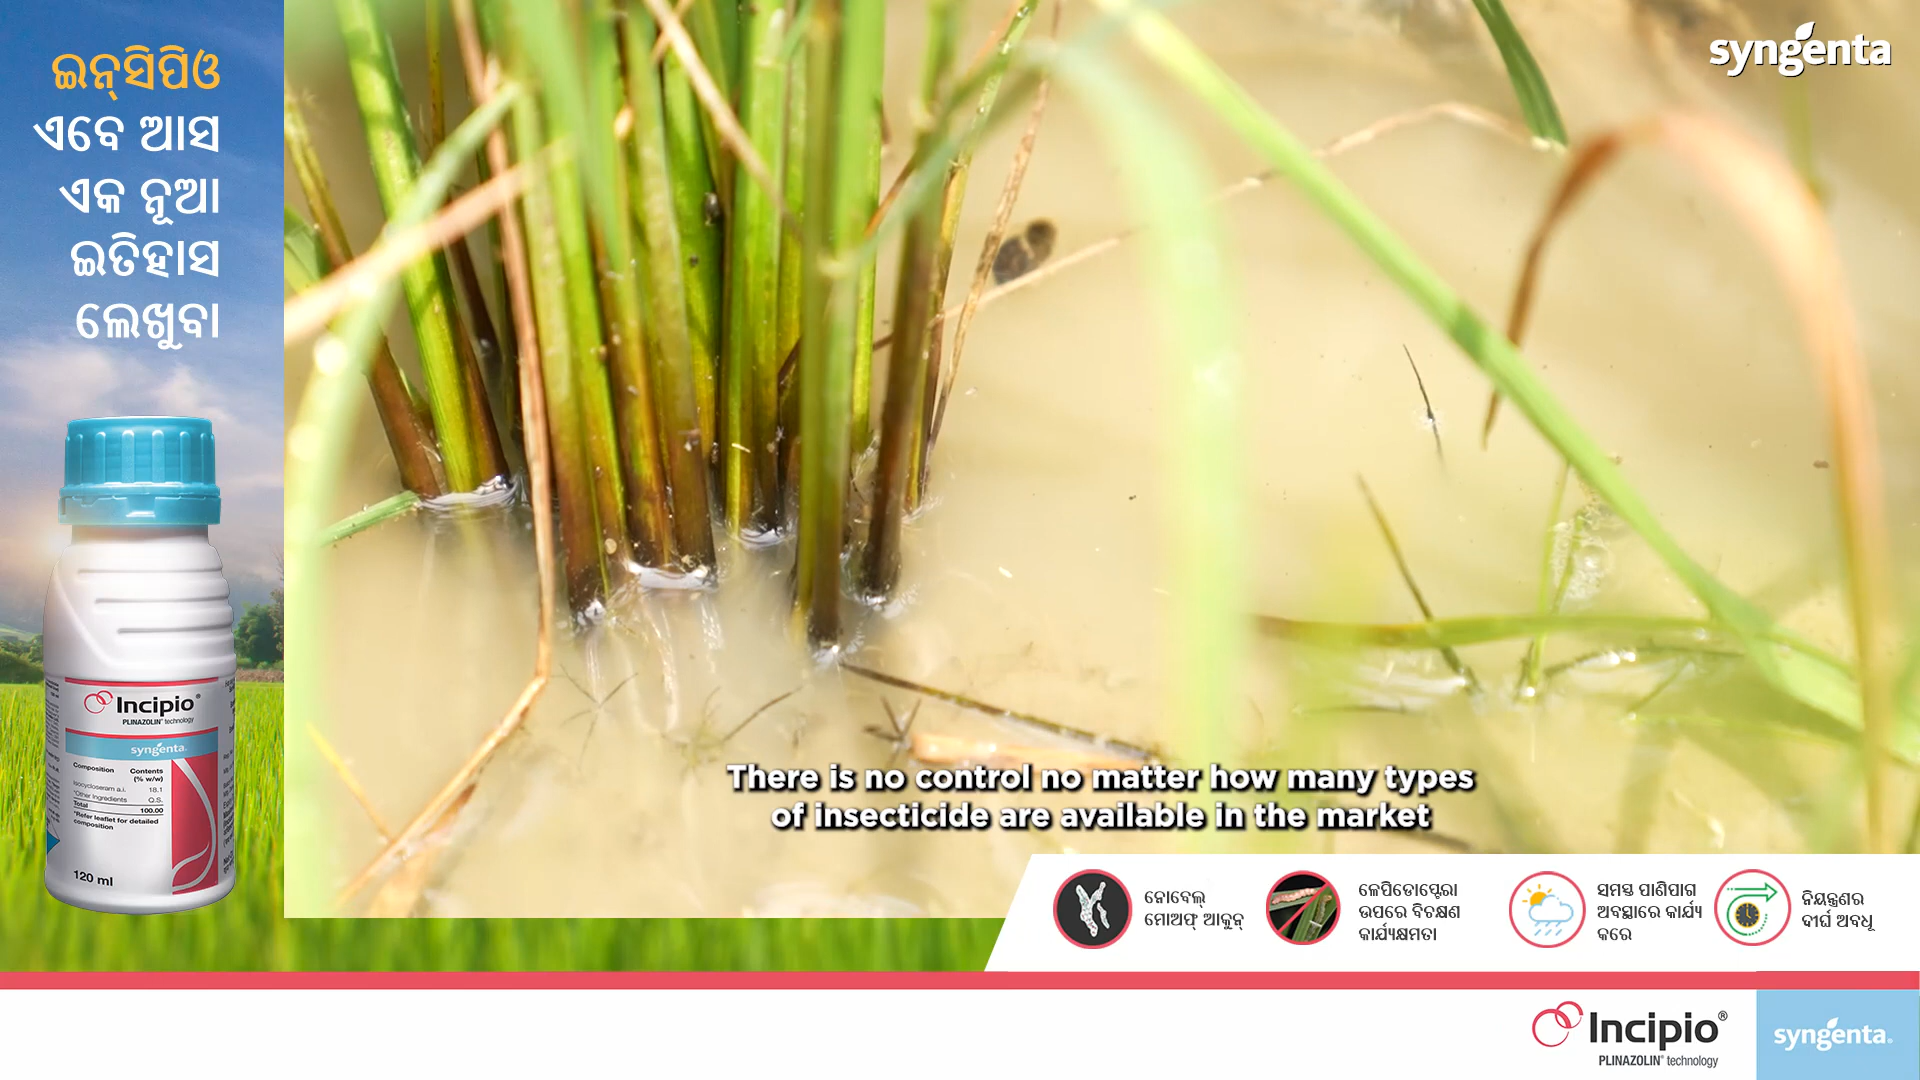 ଇନ୍‌ସିପିଓ
ଏବେ ଆସ
ଏକ ନୂଆ
ଇତିହାସ
ଲେଖୁବା
syngenta
Incipio®
PLINAZOLIN® technology
syngenta.
Composition Contents
(% w/w)
Isocycloseram a.i. 18.1
*Other Ingredients Q.S.
Total 100.00
*Refer leaflet for detailed
composition
120 ml
There is no control no matter how many types
of insecticide are available in the market
ନୋବେଲ୍
ମୋଅଫ୍ ଆକ୍ସନ୍
ଳେପିଡୋପ୍ଟେରା
ଉପରେ ବିଚକ୍ଷଣ
କାର୍ଯ୍ୟକ୍ଷମତା
ସମସ୍ତ ପାଣିପାଗ
ଅବସ୍ଥାରେ କାର୍ଯ୍ୟ
କରେ
ନିୟନ୍ତ୍ରଣର
ଦୀର୍ଘ ଅବଧି
Incipio®
PLINAZOLIN® technology
syngenta.